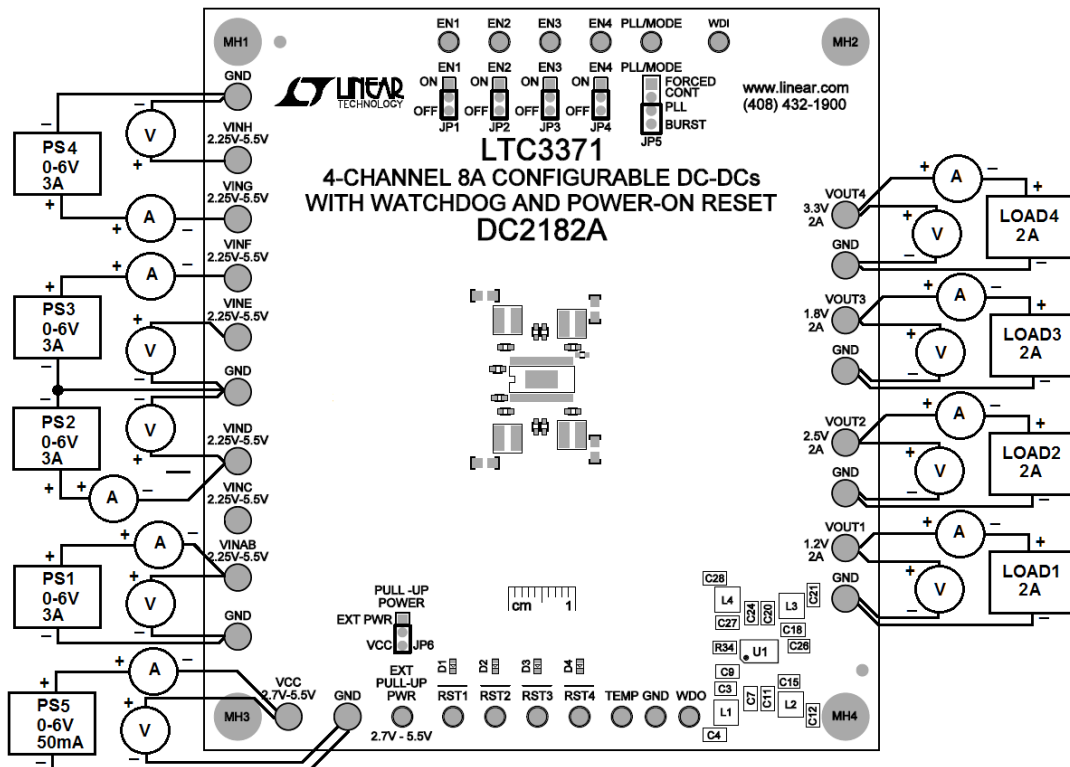 MH1
EN1 EN2 EN3 EN4 PLL/MODE WDI
MH2
GND
EN1 EN2 EN3 EN4 PLL/MODE
ON ON ON ON FORCED
CONT
PLL
OFF OFF OFF OFF BURST
JP1 JP2 JP3 JP4 JP5
LINEAR
TECHNOLOGY
www.linear.com
(408) 432-1900
LTC3371
4-CHANNEL 8A CONFIGURABLE DC-DCs
WITH WATCHDOG AND POWER-ON RESET
DC2182A
− − V +
PS4
0-6V
3A
+ + A −
VINH
2.25V-5.5V
VING
2.25V-5.5V
VINF
2.25V-5.5V
+ + A −
PS3
0-6V
3A
−
+ V −
VINE
2.25V-5.5V
GND
−
PS2
0-6V
3A
+
− V +
+ A −
VIND
2.25V-5.5V
VINC
2.25V-5.5V
+ A −
VINAB
2.25V-5.5V
+
PS1
0-6V
3A
−
+ V −
GND
+ + A −
PS5
0-6V
50mA
−
+ V −
VCC
2.7V-5.5V
GND
MH3
VOUT4
3.3V
2A
+ A −
+ V −
+
LOAD4
2A
−
GND
VOUT3
1.8V
2A
+ A −
+ V −
+
LOAD3
2A
−
GND
VOUT2
2.5V
2A
+ A −
+ V −
+
LOAD2
2A
−
GND
VOUT1
1.2V
2A
+ A −
+ V −
+
LOAD1
2A
−
GND
PULL -UP
POWER
EXT PWR
VCC JP6
EXT
PULL-UP
PWR
2.7V - 5.5V
cm 1
D1 D2 D3 D4
RST1 RST2 RST3 RST4 TEMP GND WDO
C28
L4 C24 C20 L3 C21
C27 C18
R34 U1 C26
C9
C3 C7 C11 C15
L1 L2 C12
C4
MH4